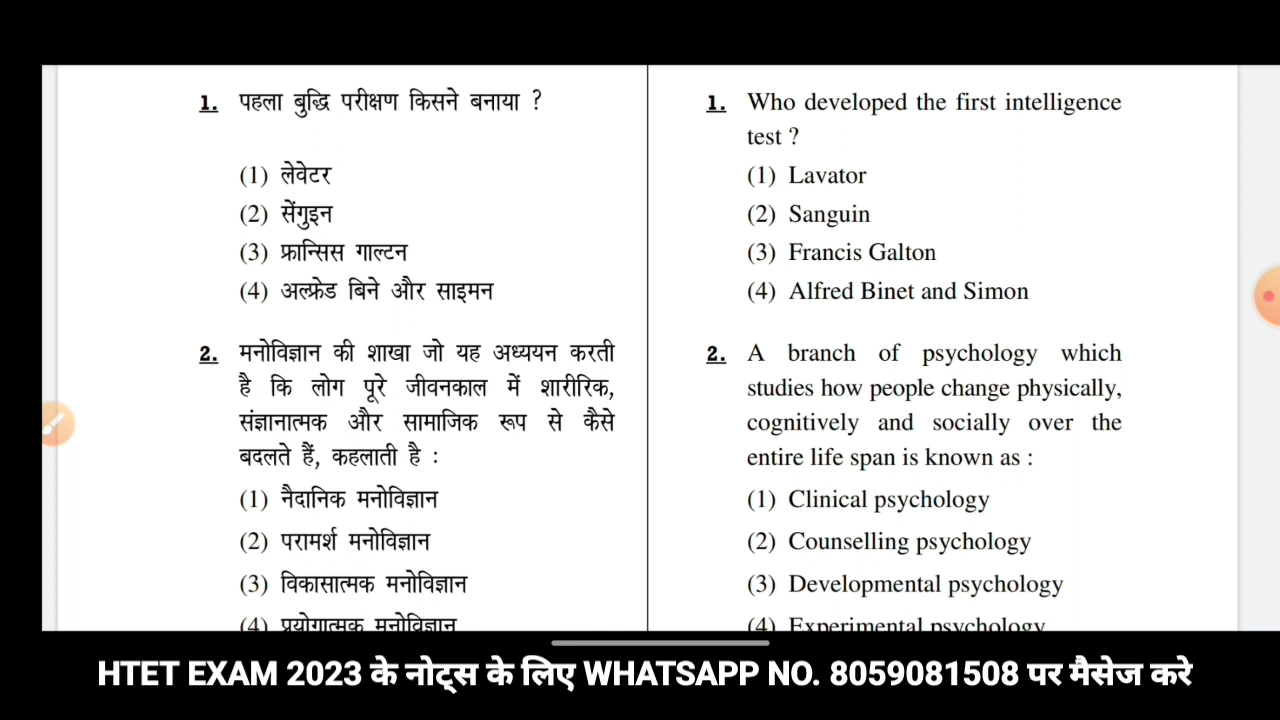 1. पहला बुद्धि परीक्षण किसने बनाया ?
(1) लेवेटर
(2) सेंगुइन
(3) फ्रान्सिस गाल्टन
(4) अल्फ्रेड बिने और साइमन
2. मनोविज्ञान की शाखा जो यह अध्ययन करती
है कि लोग पूरे जीवनकाल में शारीरिक,
संज्ञानात्मक और सामाजिक रूप से कैसे
बदलते हैं, कहलाती है :
(1) नैदानिक मनोविज्ञान
(2) परामर्श मनोविज्ञान
(3) विकासात्मक मनोविज्ञान
(4) प्रयोगात्मक मनोविज्ञान
1. Who developed the first intelligence
test ?
(1) Lavator
(2) Sanguin
(3) Francis Galton
(4) Alfred Binet and Simon
2. A branch of psychology which
studies how people change physically,
cognitively and socially over the
entire life span is known as :
(1) Clinical psychology
(2) Counselling psychology
(3) Developmental psychology
(4) Experimental psychology
HTET EXAM 2023 के नोट्स के लिए WHATSAPP NO. 8059081508 पर मैसेज करे